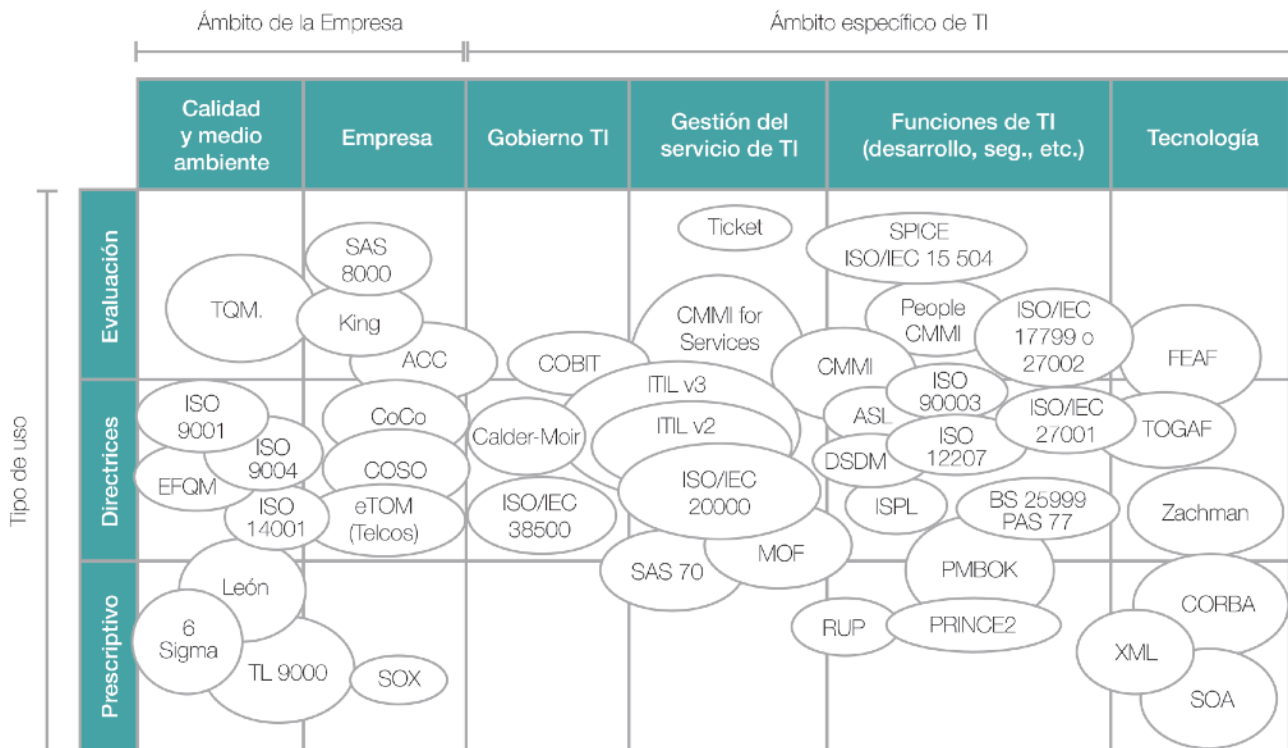 Ámbito de la Empresa
Ámbito específico de TI
Calidad
y medio
ambiente
Empresa
Gobierno TI
Gestión del
servicio de TI
Funciones de TI
(desarrollo, seg., etc.)
Tecnología
Tipo de uso
Evaluación
TQM.
SAS
8000
King
ACC
COBIT
Ticket
CMMI for
Services
SPICE
ISO/IEC 15 504
People
CMMI
CMMI
ISO/IEC
17799 o
27002
FEAF
Directrices
ISO
9001
ISO
9004
EFQM
ISO
14001
CoCo
COSO
eTOM
(Telcos)
Calder-Moir
ISO/IEC
38500
ITIL v3
ITIL v2
ISO/IEC
20000
MOF
SAS 70
ASL
ISO
90003
ISO/IEC
27001
DSDM
ISO
12207
ISPL
BS 25999
PAS 77
TOGAF
Zachman
Prescriptivo
León
6
Sigma
TL 9000
SOX
PMBOK
RUP
PRINCE2
CORBA
XML
SOA